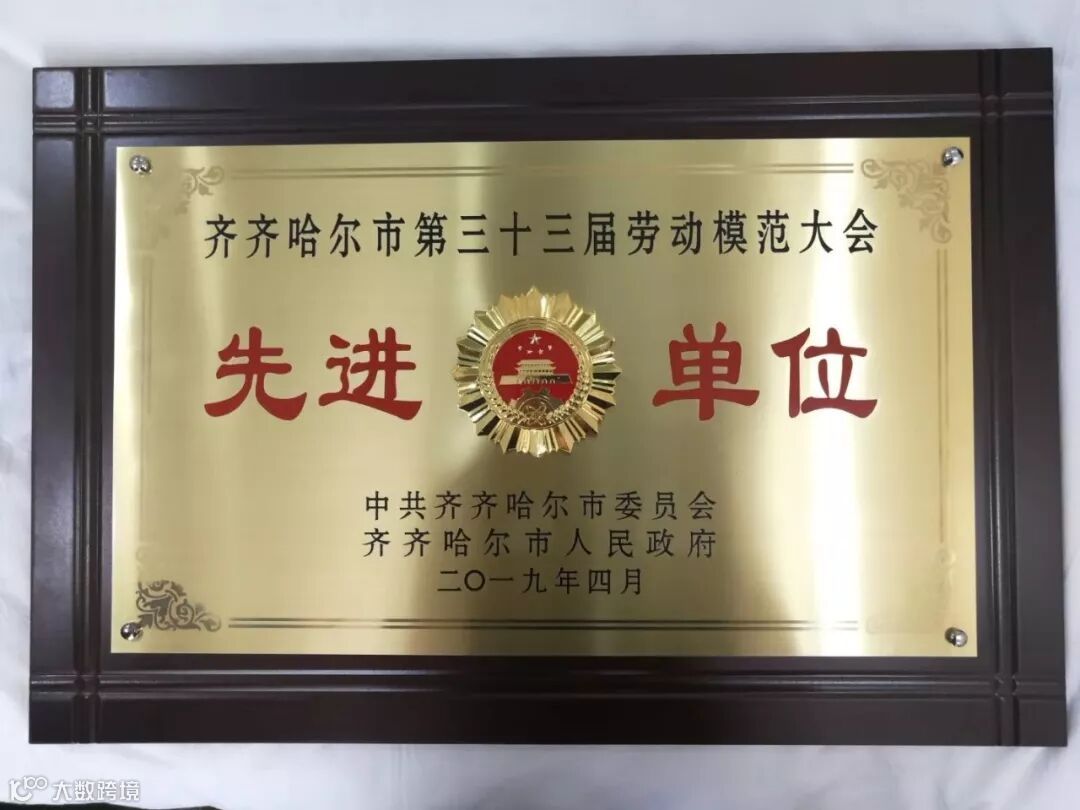 齐齐哈尔市第三十三届劳动模范大会
先进 单位
中共齐齐哈尔市委员会
齐齐哈尔市人民政府
二〇一九年四月
大数跨境